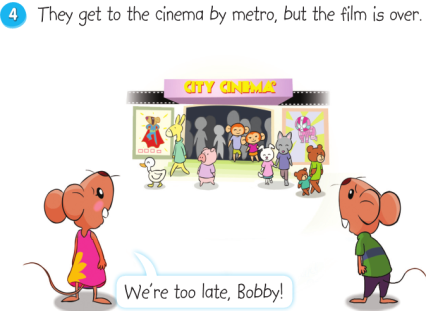 4 They get to the cinema by metro, but the film is over.
CITY CINEMA
We're too late, Bobby!